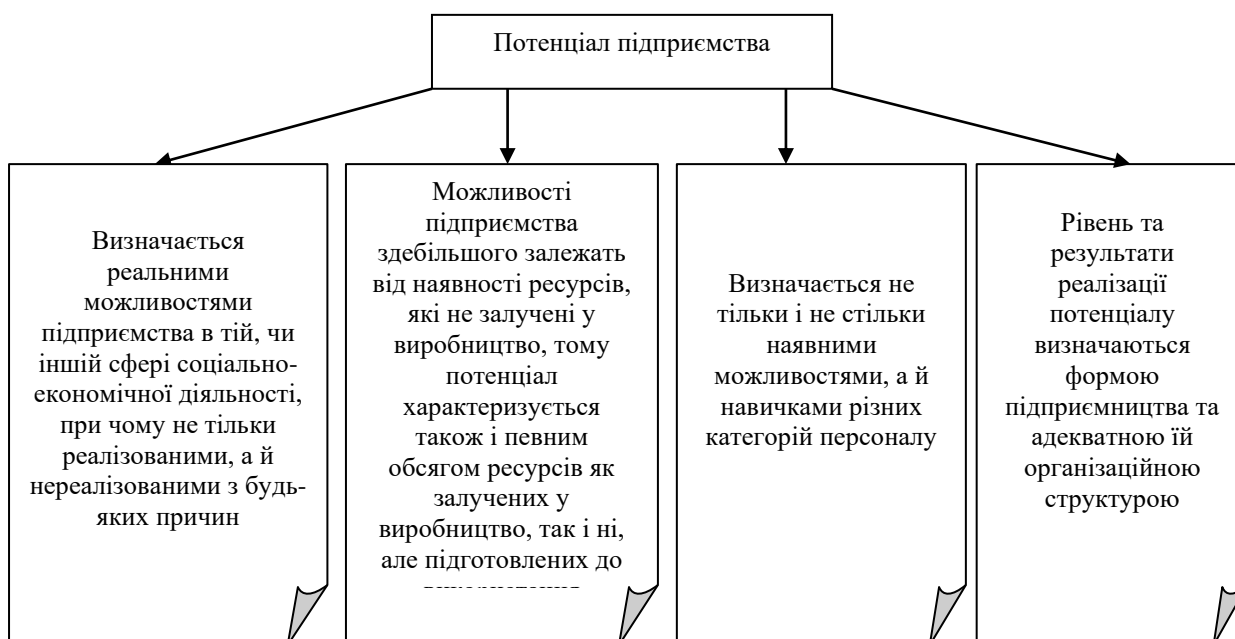 Потенціал підприємства
Визначається
реальними
можливостями
підприємства в тій, чи
іншій сфері соціально-
економічної діяльності,
при чому не тільки
реалізованими, а й
нереалізованими з будь-
яких причин
Можливості
підприємства
здебільшого залежать
від наявності ресурсів,
які не залучені у
виробництво, тому
потенціал
характеризується
також і певним
обсягом ресурсів як
залучених у
виробництво, так і ні,
але підготовлених до
Визначається не
тільки і не стільки
наявними
можливостями, а й
навичками різних
категорій персоналу
Рівень та
результати
реалізації
потенціалу
визначаються
формою
підприємництва та
адекватною їй
організаційною
структурою